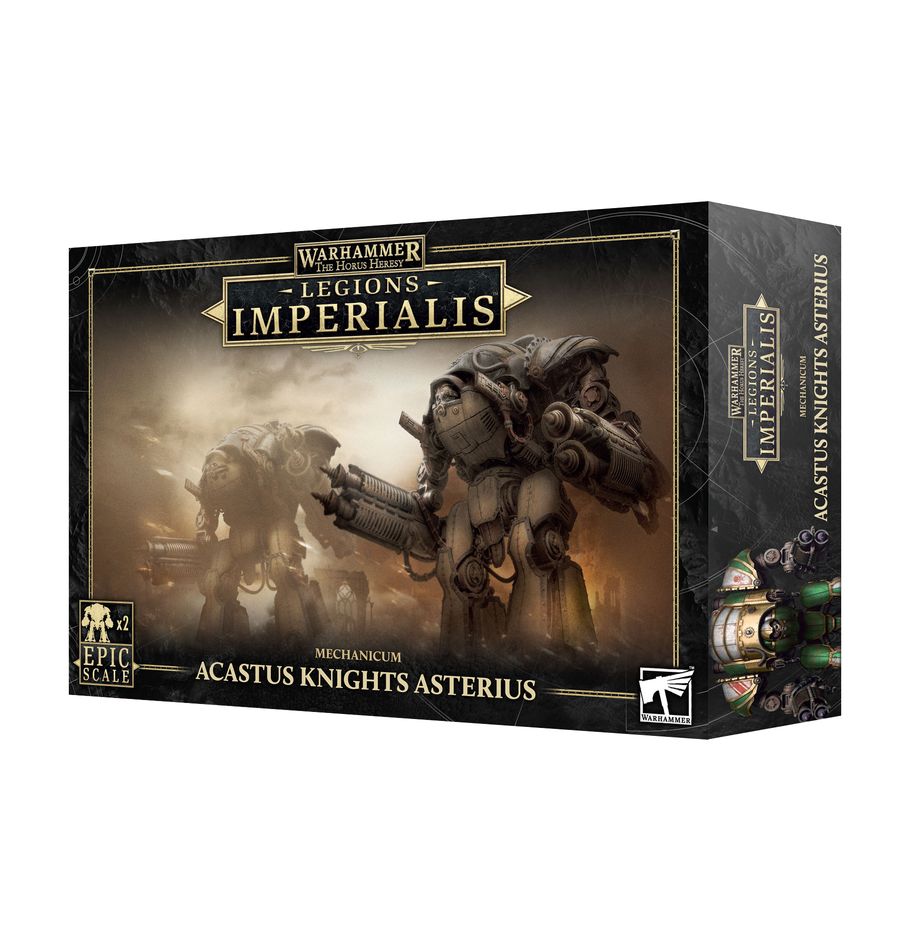 WARHAMMER
THE HORUS HERESY
LEGIONS
IMPERIALIS
x2
EPIC
SCALE
MECHANICUM
ACASTUS KNIGHTS ASTERIUS
WARHAMMER
WARHAMMER
THE HORUS HERESY
LEGIONS
IMPERIALIS
MECHANICUM
ACASTUS KNIGHTS ASTERIUS